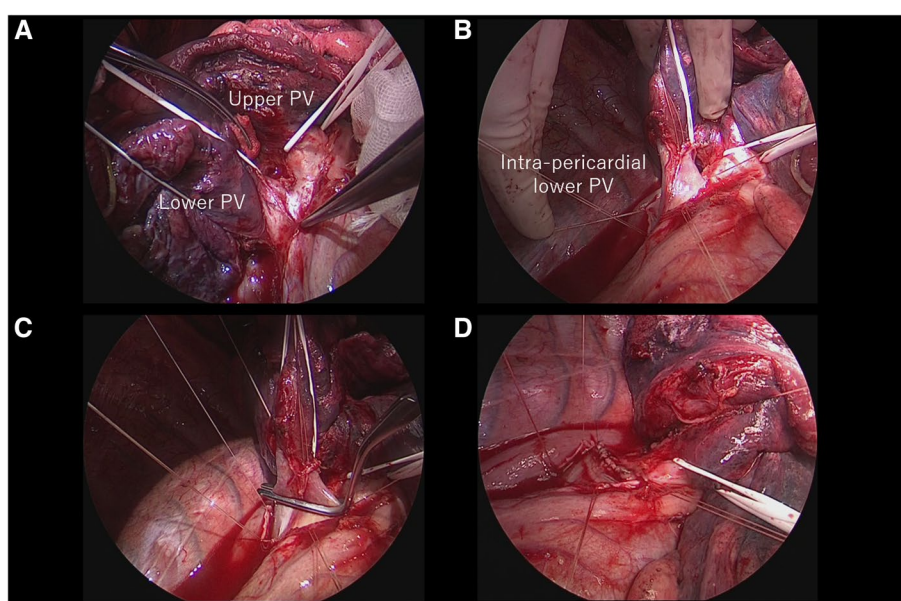 A
Upper PV
Lower PV
B
Intra-pericardial
lower PV
C
D